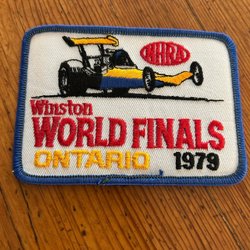 NHRA
Winston
WORLD FINALS
ONTARIO 1979